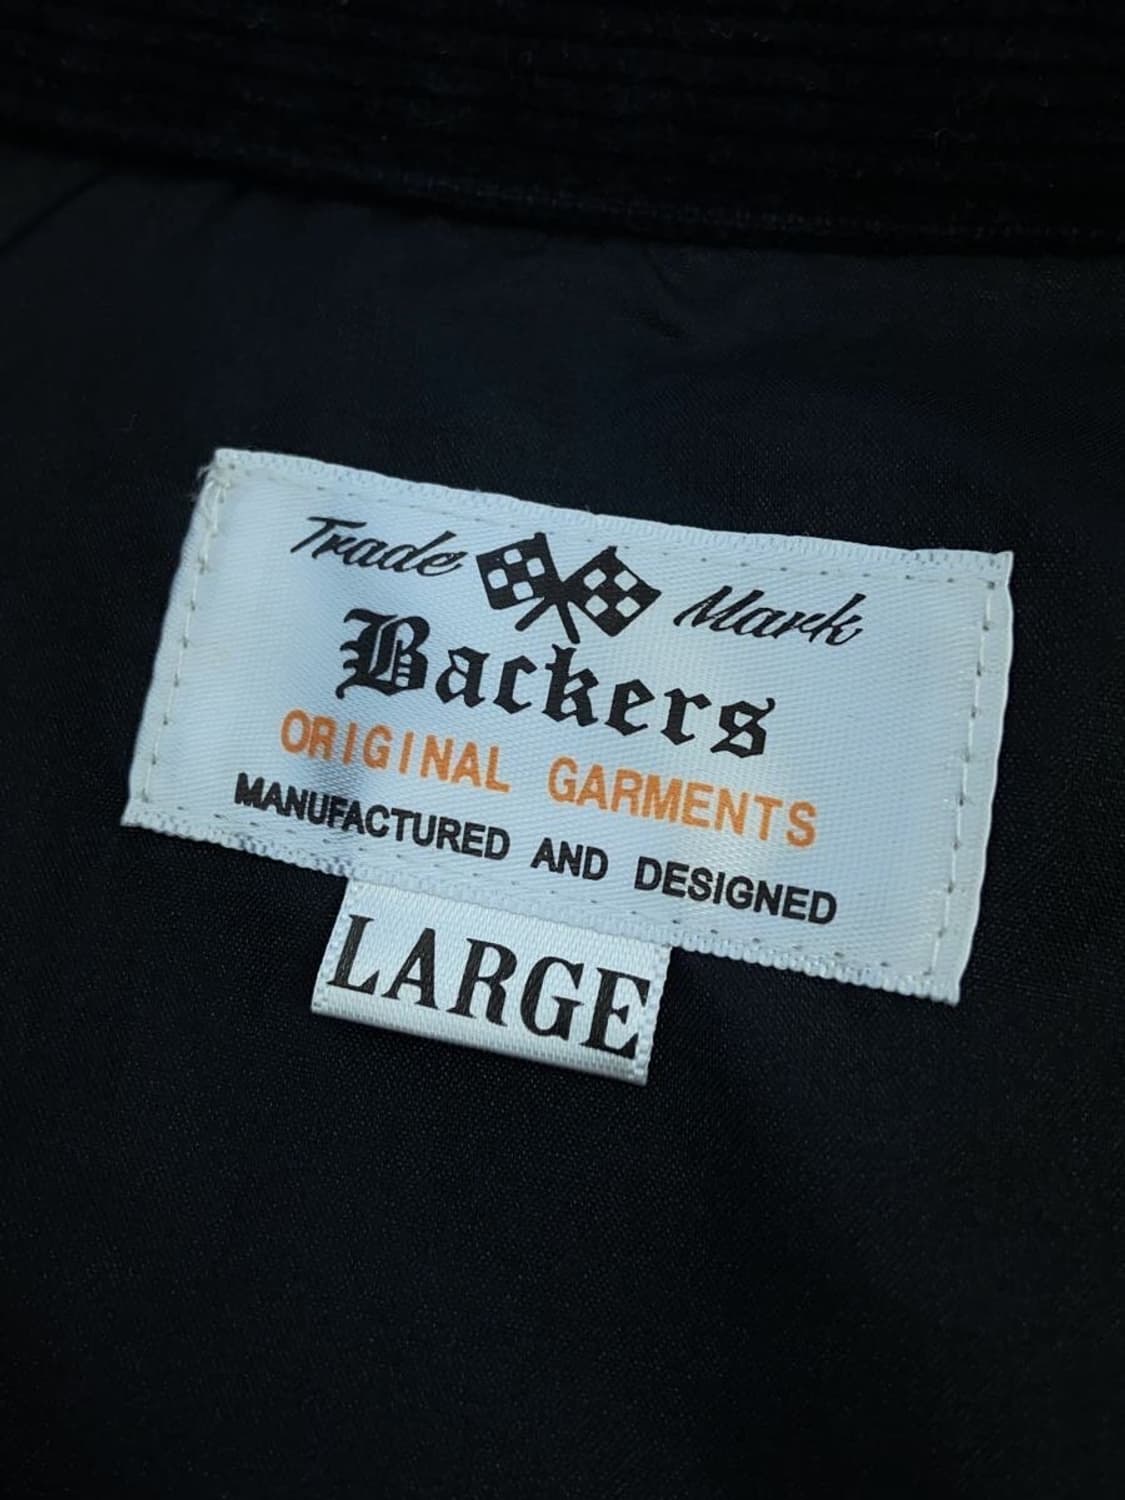 Trade Mark
Backers
ORIGINAL GARMENTS
MANUFACTURED AND DESIGNED
LARGE